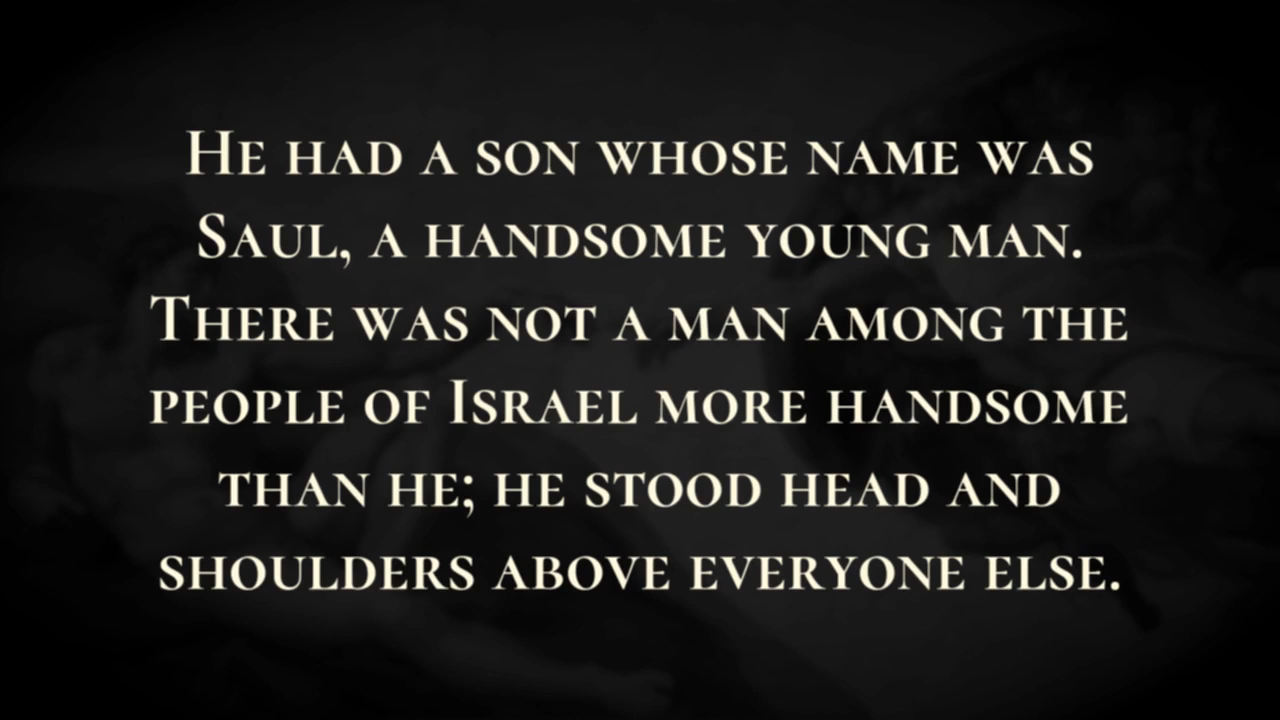 He had a son whose name was
Saul, a handsome young man.
There was not a man among the
people of Israel more handsome
than he; he stood head and
shoulders above everyone else.